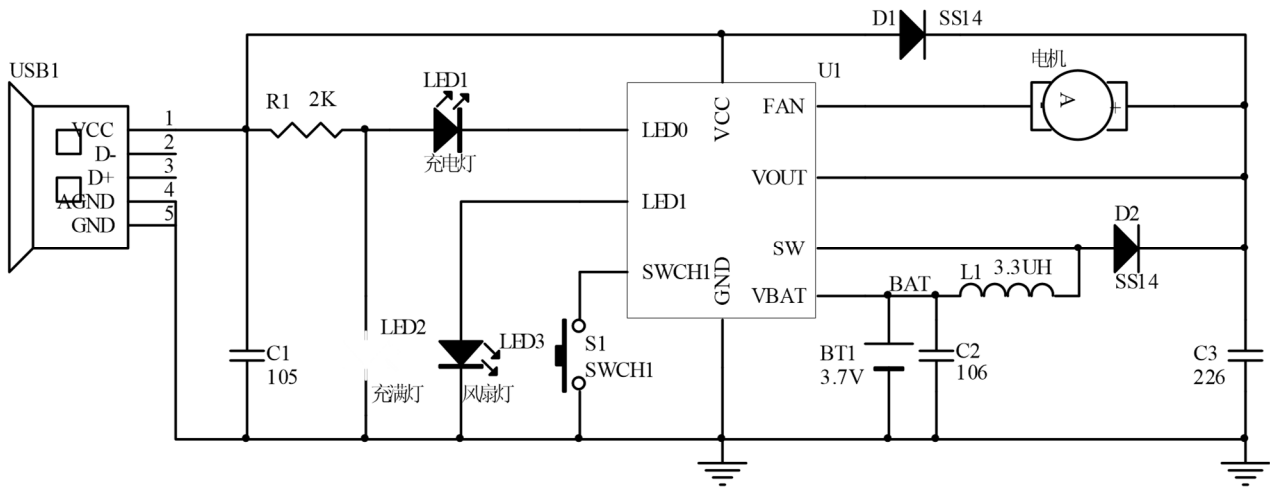 D1 SS14
USB1
电机
U1
LED1
R1 2K
1
VCC
2
D-
3
D+
4
AGND
5
GND
充电灯
LED0
VCC
FAN
A
+
LED1
VOUT
SWCH1
GND
SW
VBAT
BAT
L1 3.3UH
D2
SS14
LED2
LED3
充满灯
风扇灯
S1
SWCH1
C1
105
BT1
3.7V
C2
106
C3
226